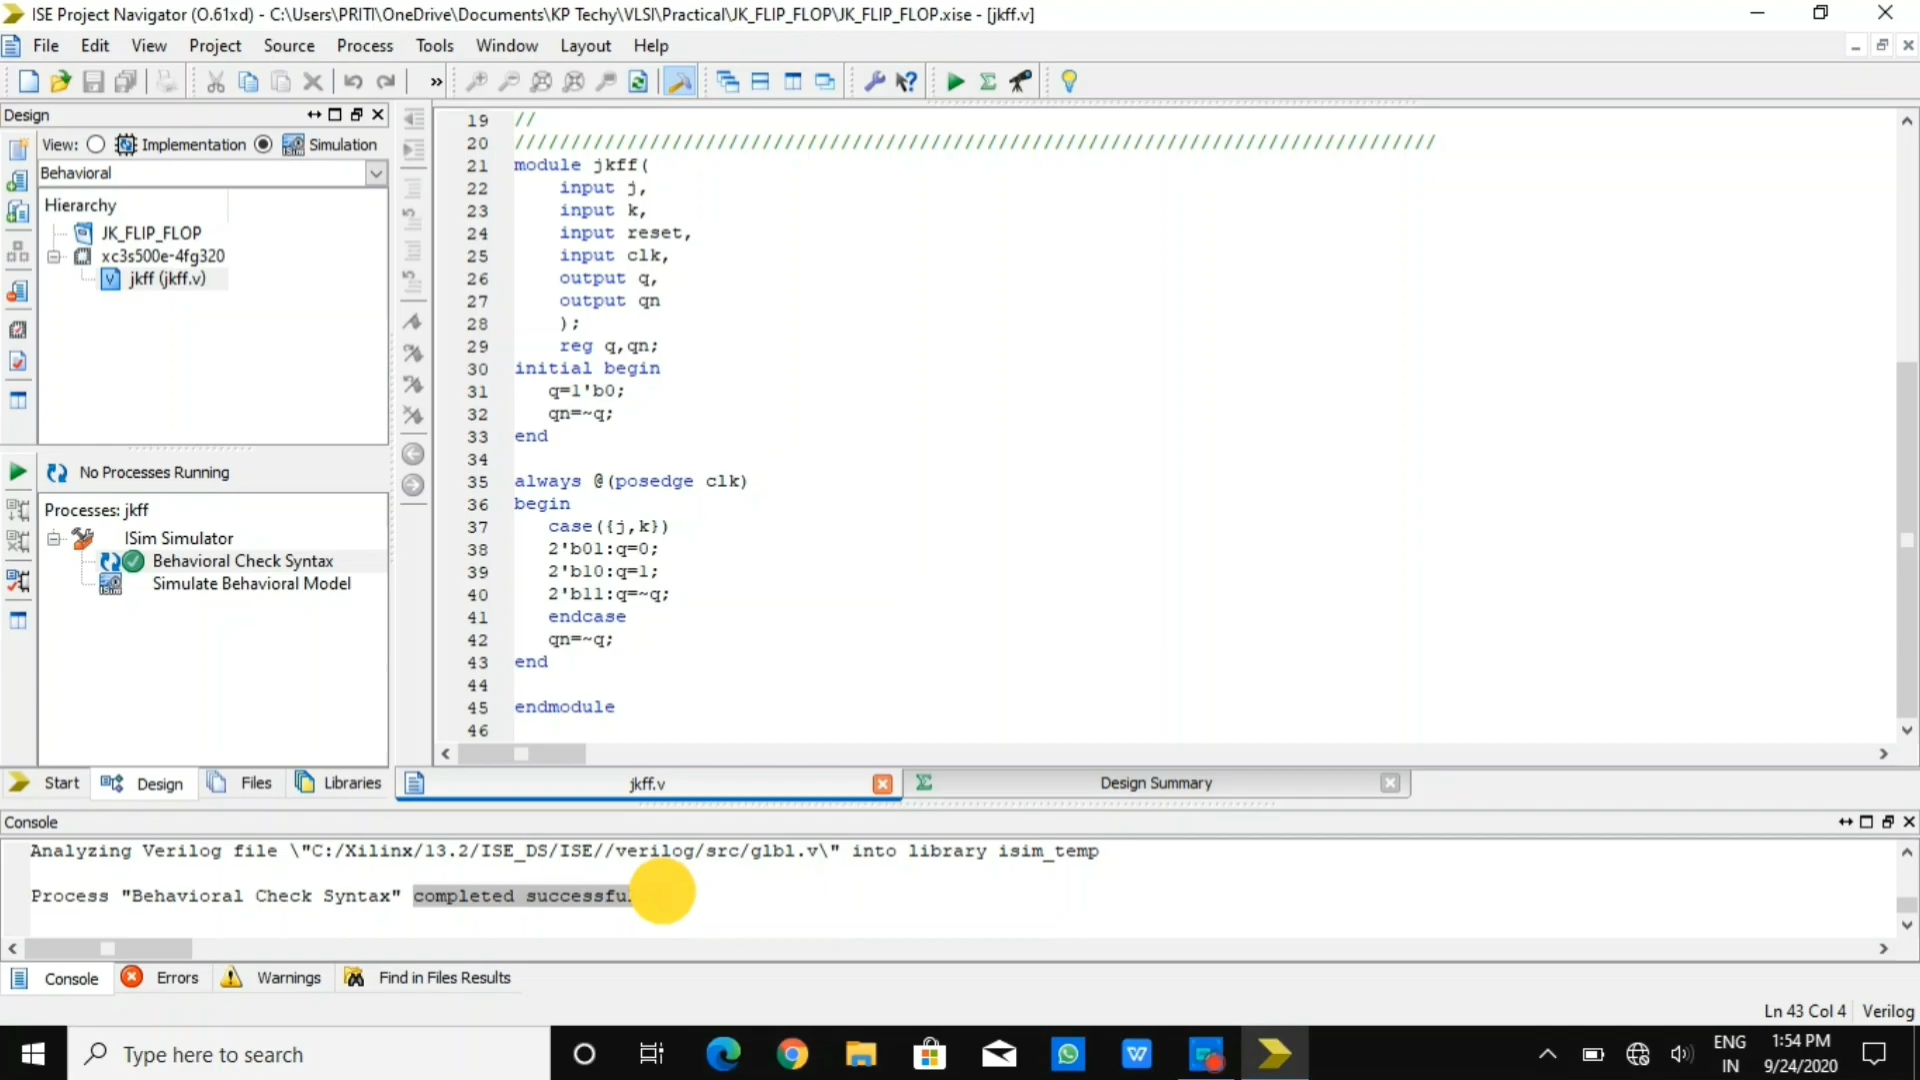 ISE Project Navigator (O.61xd) - C:\Users\PRITI\OneDrive\Documents\KP Techy\VLSI\Practical\JK_FLIP_FLOP\JK_FLIP_FLOP.xise - [jkff.v]
File Edit View Project Source Process Tools Window Layout Help
»
Design
View: Implementation Simulation
Behavioral
Hierarchy
JK_FLIP_FLOP
xc3s500e-4fg320
jkff (jkff.v)
No Processes Running
Processes: jkff
ISim Simulator
Behavioral Check Syntax
Simulate Behavioral Model
Start Design Files Libraries
19 //
20 //////////////////////////////////////////////////////////////////////////////////
21 module jkff(
22 input j,
23 input k,
24 input reset,
25 input clk,
26 output q,
27 output qn
28 );
29 reg q,qn;
30 initial begin
31 q=1'b0;
32 qn=~q;
33 end
34
35 always @(posedge clk)
36 begin
37 case({j,k})
38 2'b01:q=0;
39 2'b10:q=1;
40 2'b11:q=~q;
41 endcase
42 qn=~q;
43 end
44
45 endmodule
46
jkff.v Design Summary
Console
Analyzing Verilog file \"C:/Xilinx/13.2/ISE_DS/ISE//verilog/src/glbl.v\" into library isim_temp
Process "Behavioral Check Syntax" completed
Console Errors Warnings Find in Files Results
Ln 43 Col 4 Verilog
Type here to search
ENG
IN
1:54 PM
9/24/2020